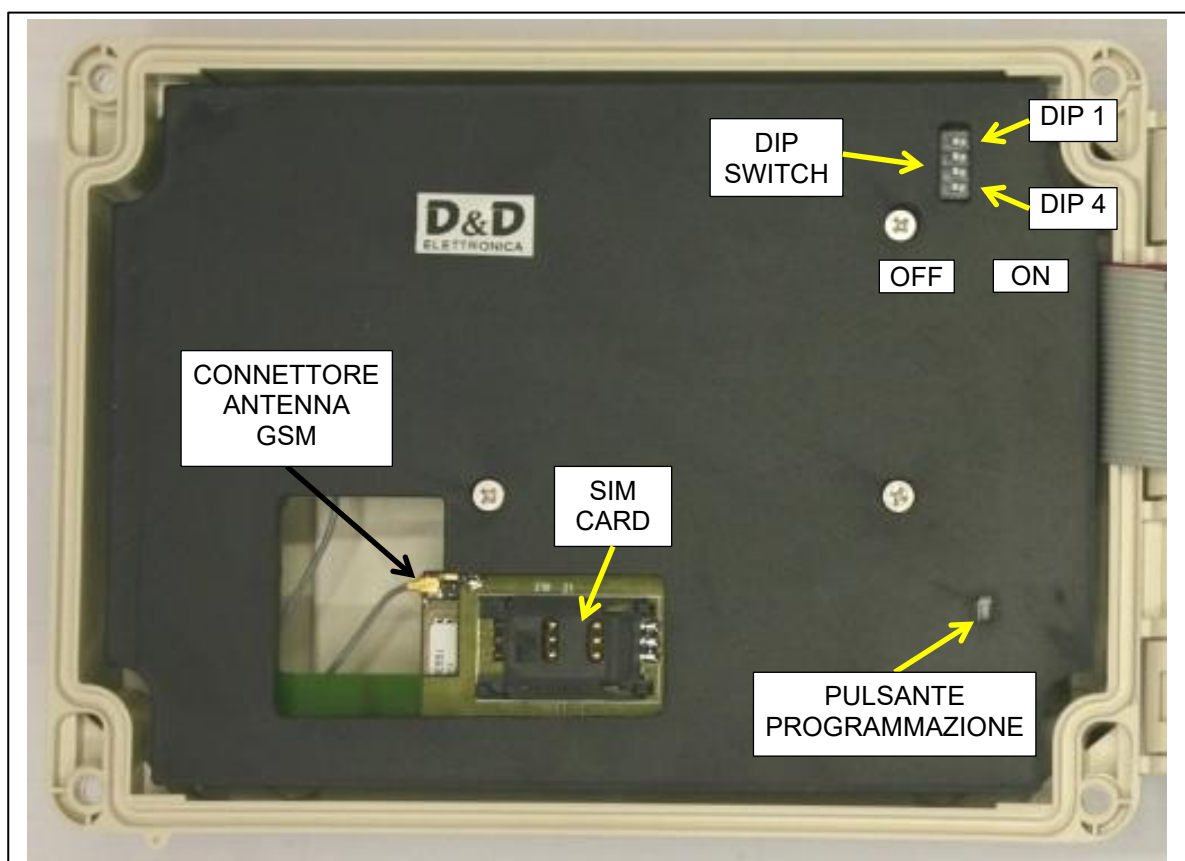 DIP 1
DIP
SWITCH
DIP 4
D&D
ELETTRONICA
OFF
ON
CONNETTORE
ANTENNA
GSM
SIM
CARD
PULSANTE
PROGRAMMAZIONE